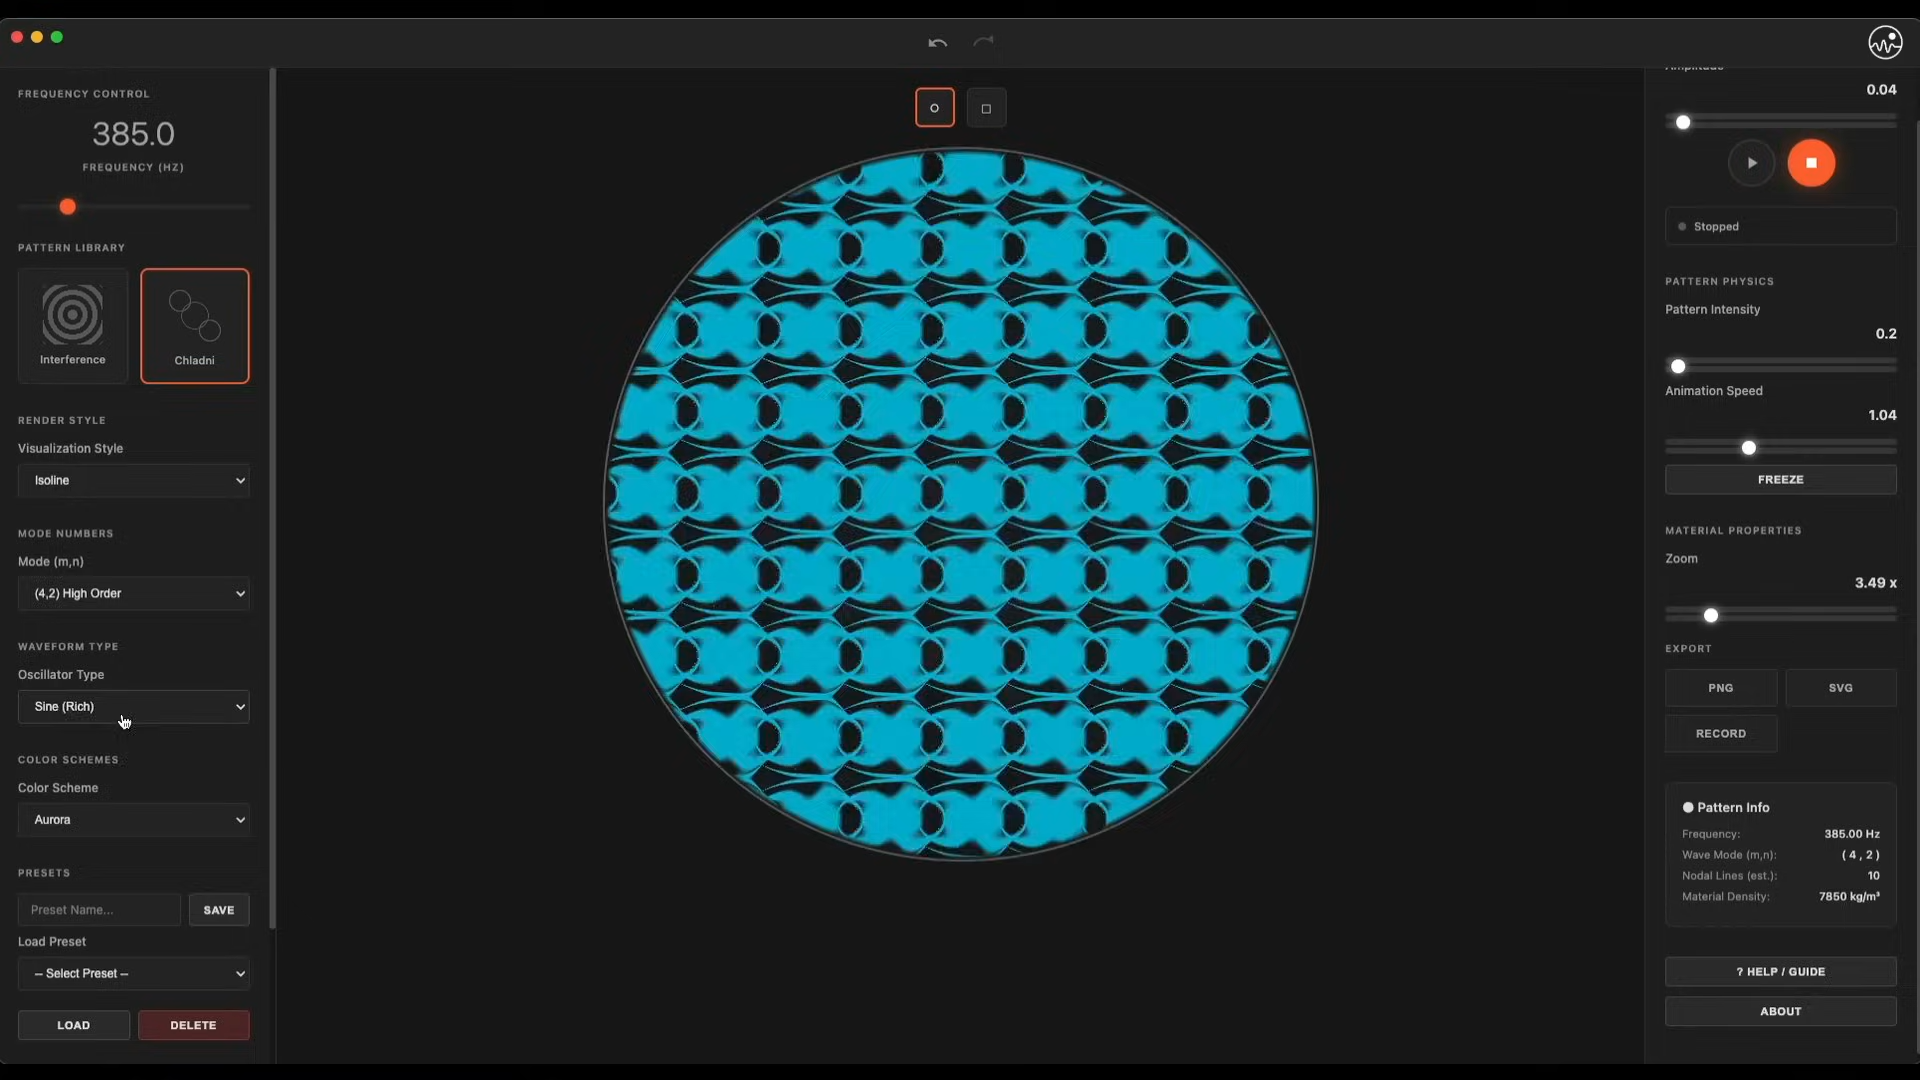 FREQUENCY CONTROL
385.0
FREQUENCY (HZ)
PATTERN LIBRARY
Interference
Chladni
RENDER STYLE
Visualization Style
Isoline
MODE NUMBERS
Mode (m,n)
(4,2) High Order
WAVEFORM TYPE
Oscillator Type
Sine (Rich)
COLOR SCHEMES
Color Scheme
Aurora
PRESETS
Preset Name...
SAVE
Load Preset
-- Select Preset --
LOAD
DELETE
Amplitude
0.04
Stopped
PATTERN PHYSICS
Pattern Intensity
0.2
Animation Speed
1.04
FREEZE
MATERIAL PROPERTIES
Zoom
3.49 x
EXPORT
PNG
SVG
RECORD
Pattern Info
Frequency: 385.00 Hz
Wave Mode (m,n): ( 4 , 2 )
Nodal Lines (est.): 10
Material Density: 7850 kg/m³
? HELP / GUIDE
ABOUT